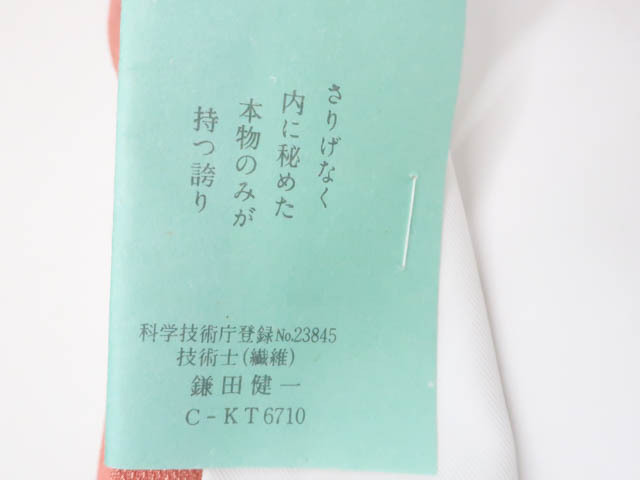 さりげなく
内に秘めた
本物のみが
持つ誇り
科学技術庁登録No.23845
技術士(繊維)
鎌田健一
C-KT6710